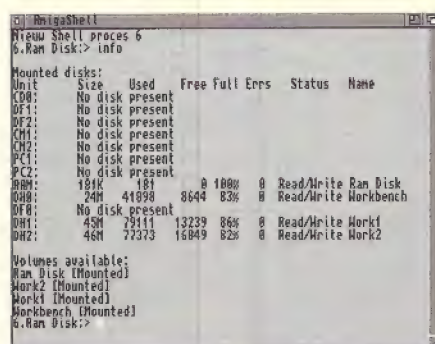 AmigaShell
Nieuw Shell proces 6
6.Ram Disk:> info
Mounted disks:
Unit Size Used Free Full Errs Status Name
CD0: No disk present
DF1: No disk present
DF2: No disk present
CM1: No disk present
CM2: No disk present
PC1: No disk present
PC2: No disk present
RAM: 181K 181 0 100% 0 Read/Write Ram Disk
DH0: 24M 41898 8644 83% 0 Read/Write Workbench
DF0: No disk present
DH1: 45M 79111 13239 86% 0 Read/Write Work1
DH2: 46M 77373 16849 82% 0 Read/Write Work2
Volumes available:
Ram Disk [Mounted]
Work2 [Mounted]
Work1 [Mounted]
Workbench [Mounted]
6.Ram Disk:>